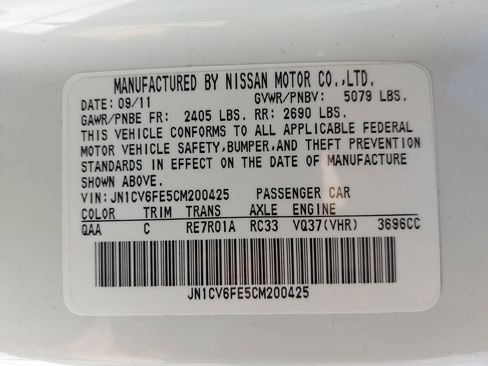 MANUFACTURED BY NISSAN MOTOR CO.,LTD.
DATE: 09/11 GVWR/PNBV: 5079 LBS.
GAWR/PNBE FR: 2405 LBS. RR: 2690 LBS.
THIS VEHICLE CONFORMS TO ALL APPLICABLE FEDERAL
MOTOR VEHICLE SAFETY,BUMPER,AND THEFT PREVENTION
STANDARDS IN EFFECT ON THE DATE OF MANUFACTURE
SHOWN ABOVE.
VIN: JN1CV6FE5CM200425 PASSENGER CAR
COLOR TRIM TRANS AXLE ENGINE
QAA C RE7R01A RC33 VQ37(VHR) 3696CC
JN1CV6FE5CM200425